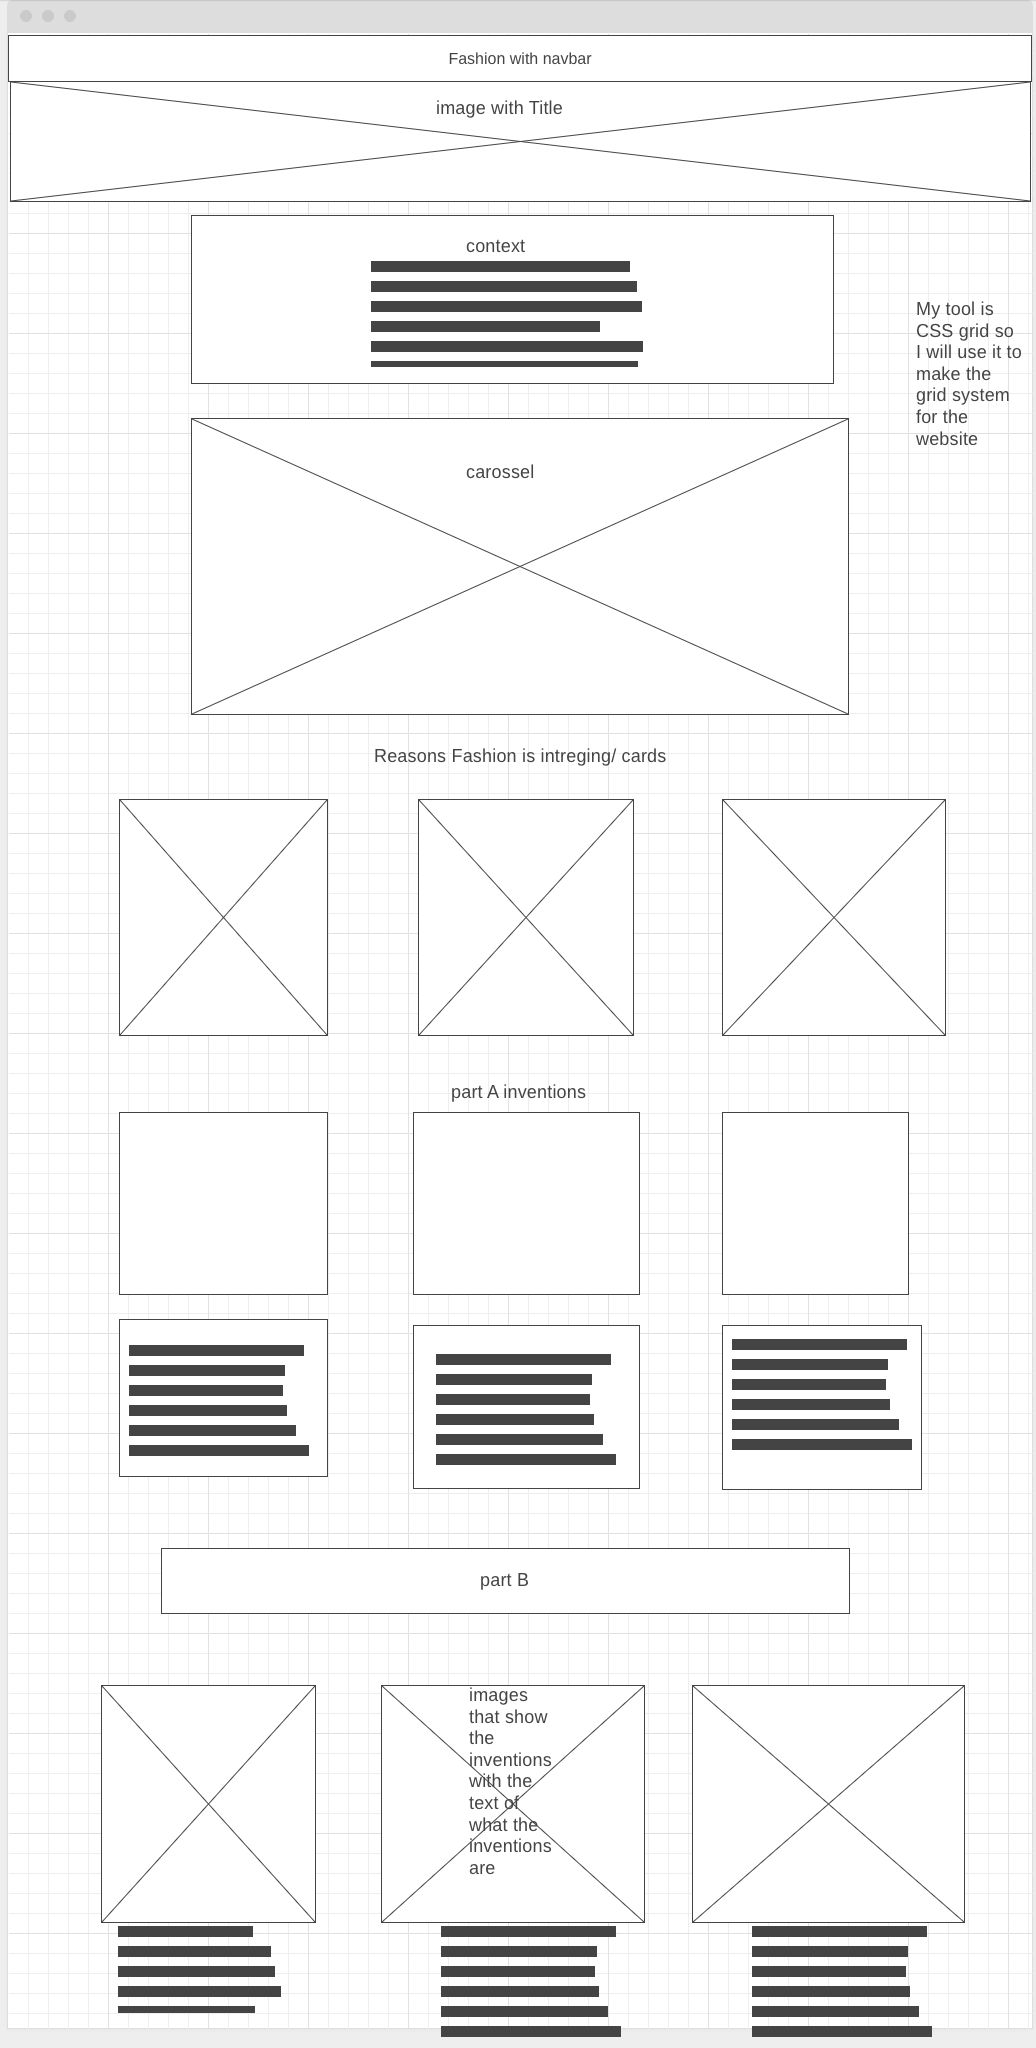 Fashion with navbar
image with Title
context
My tool is
CSS grid so
I will use it to
make the
grid system
for the
website
carossel
Reasons Fashion is intreging/ cards
part A inventions
part B
images
that show
the
inventions
with the
text of
what the
inventions
are